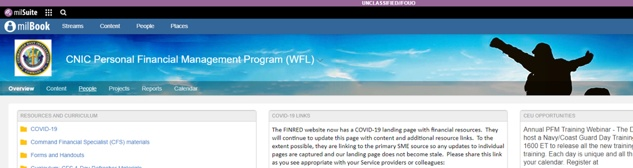 UNCLASSIFIED//FOUO
milSuite
milBook
Streams
Content
People
Places
CNIC Personal Financial Management Program (WFL)
Overview
Content
People
Projects
Reports
Calendar
RESOURCES AND CURRICULUM
COVID-19
Command Financial Specialist (CFS) materials
Forms and Handouts
COVID-19 LINKS
The FINRED website now has a COVID-19 landing page with financial resources. They
will continue to update this page with content and additional resource links. To the
extent possible, they are linking to the primary SME source so any updates to individual
pages are captured and our landing page does not become stale. Please share this link
as you see appropriate with your Service providers or colleagues:
CEU OPPORTUNITIES
Annual PFM Training Webinar - The D
host a Navy/Coast Guard Day Training
1600 ET to release all the new training
training. Each day is unique and all th
your calendar. Register at